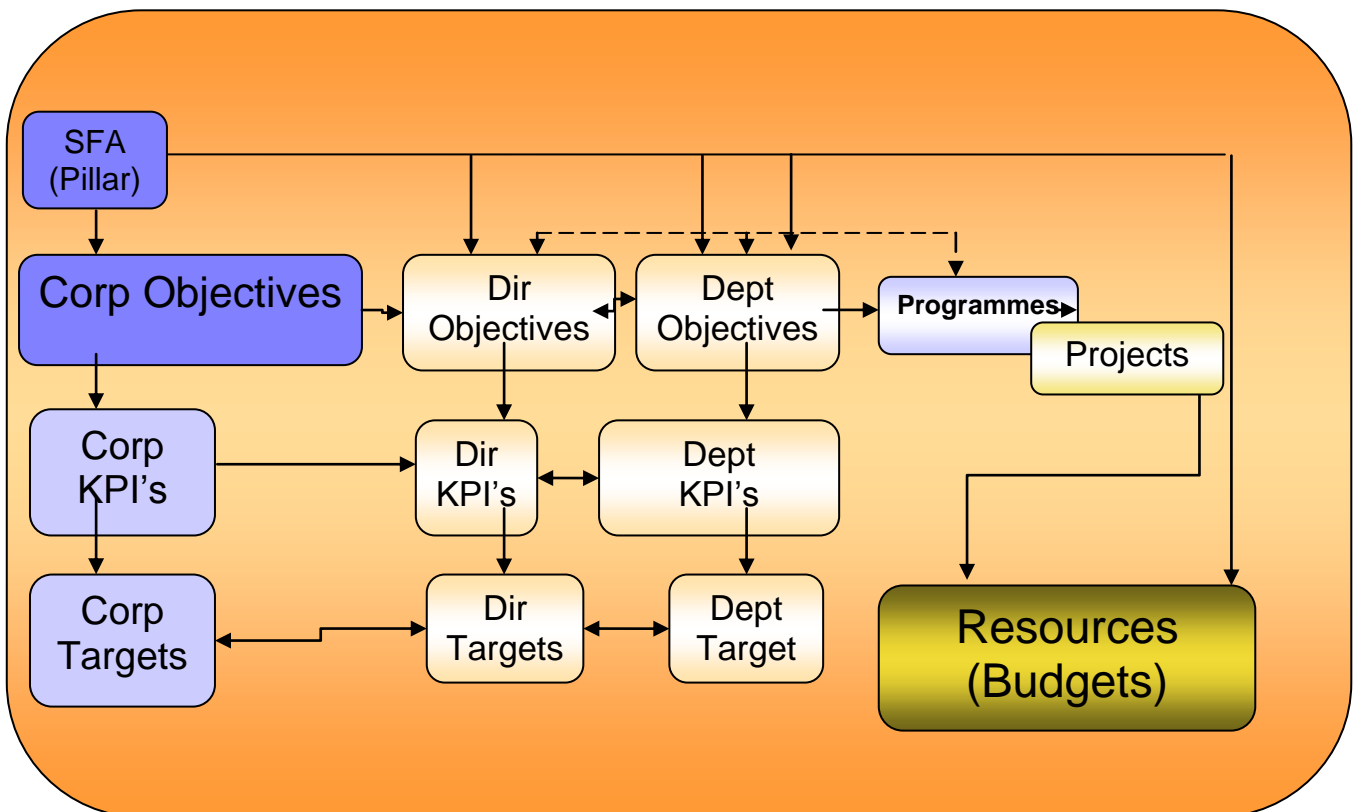 SFA
(Pillar)
Corp Objectives
Dir
Objectives
Dept
Objectives
Programmes
Projects
Corp
KPI’s
Dir
KPI’s
Dept
KPI’s
Corp
Targets
Dir
Targets
Dept
Target
Resources
(Budgets)